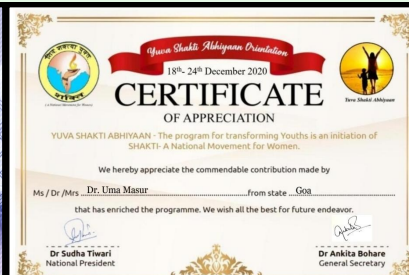 Yuva Shakti Abhiyaan Orientation
18th- 24th December 2020
CERTIFICATE
OF APPRECIATION
Yuva Shakti Abhiyaan
YUVA SHAKTI ABHIYAAN - The program for transforming Youths is an initiation of
SHAKTI- A National Movement for Women.
We hereby appreciate the commendable contribution made by
Ms / Dr /Mrs ..Dr. Uma Masur..from state ..Goa..
that has enriched the programme. We wish all the best for future endeavor.
Dr Sudha Tiwari
National President
Dr Ankita Bohare
General Secretary